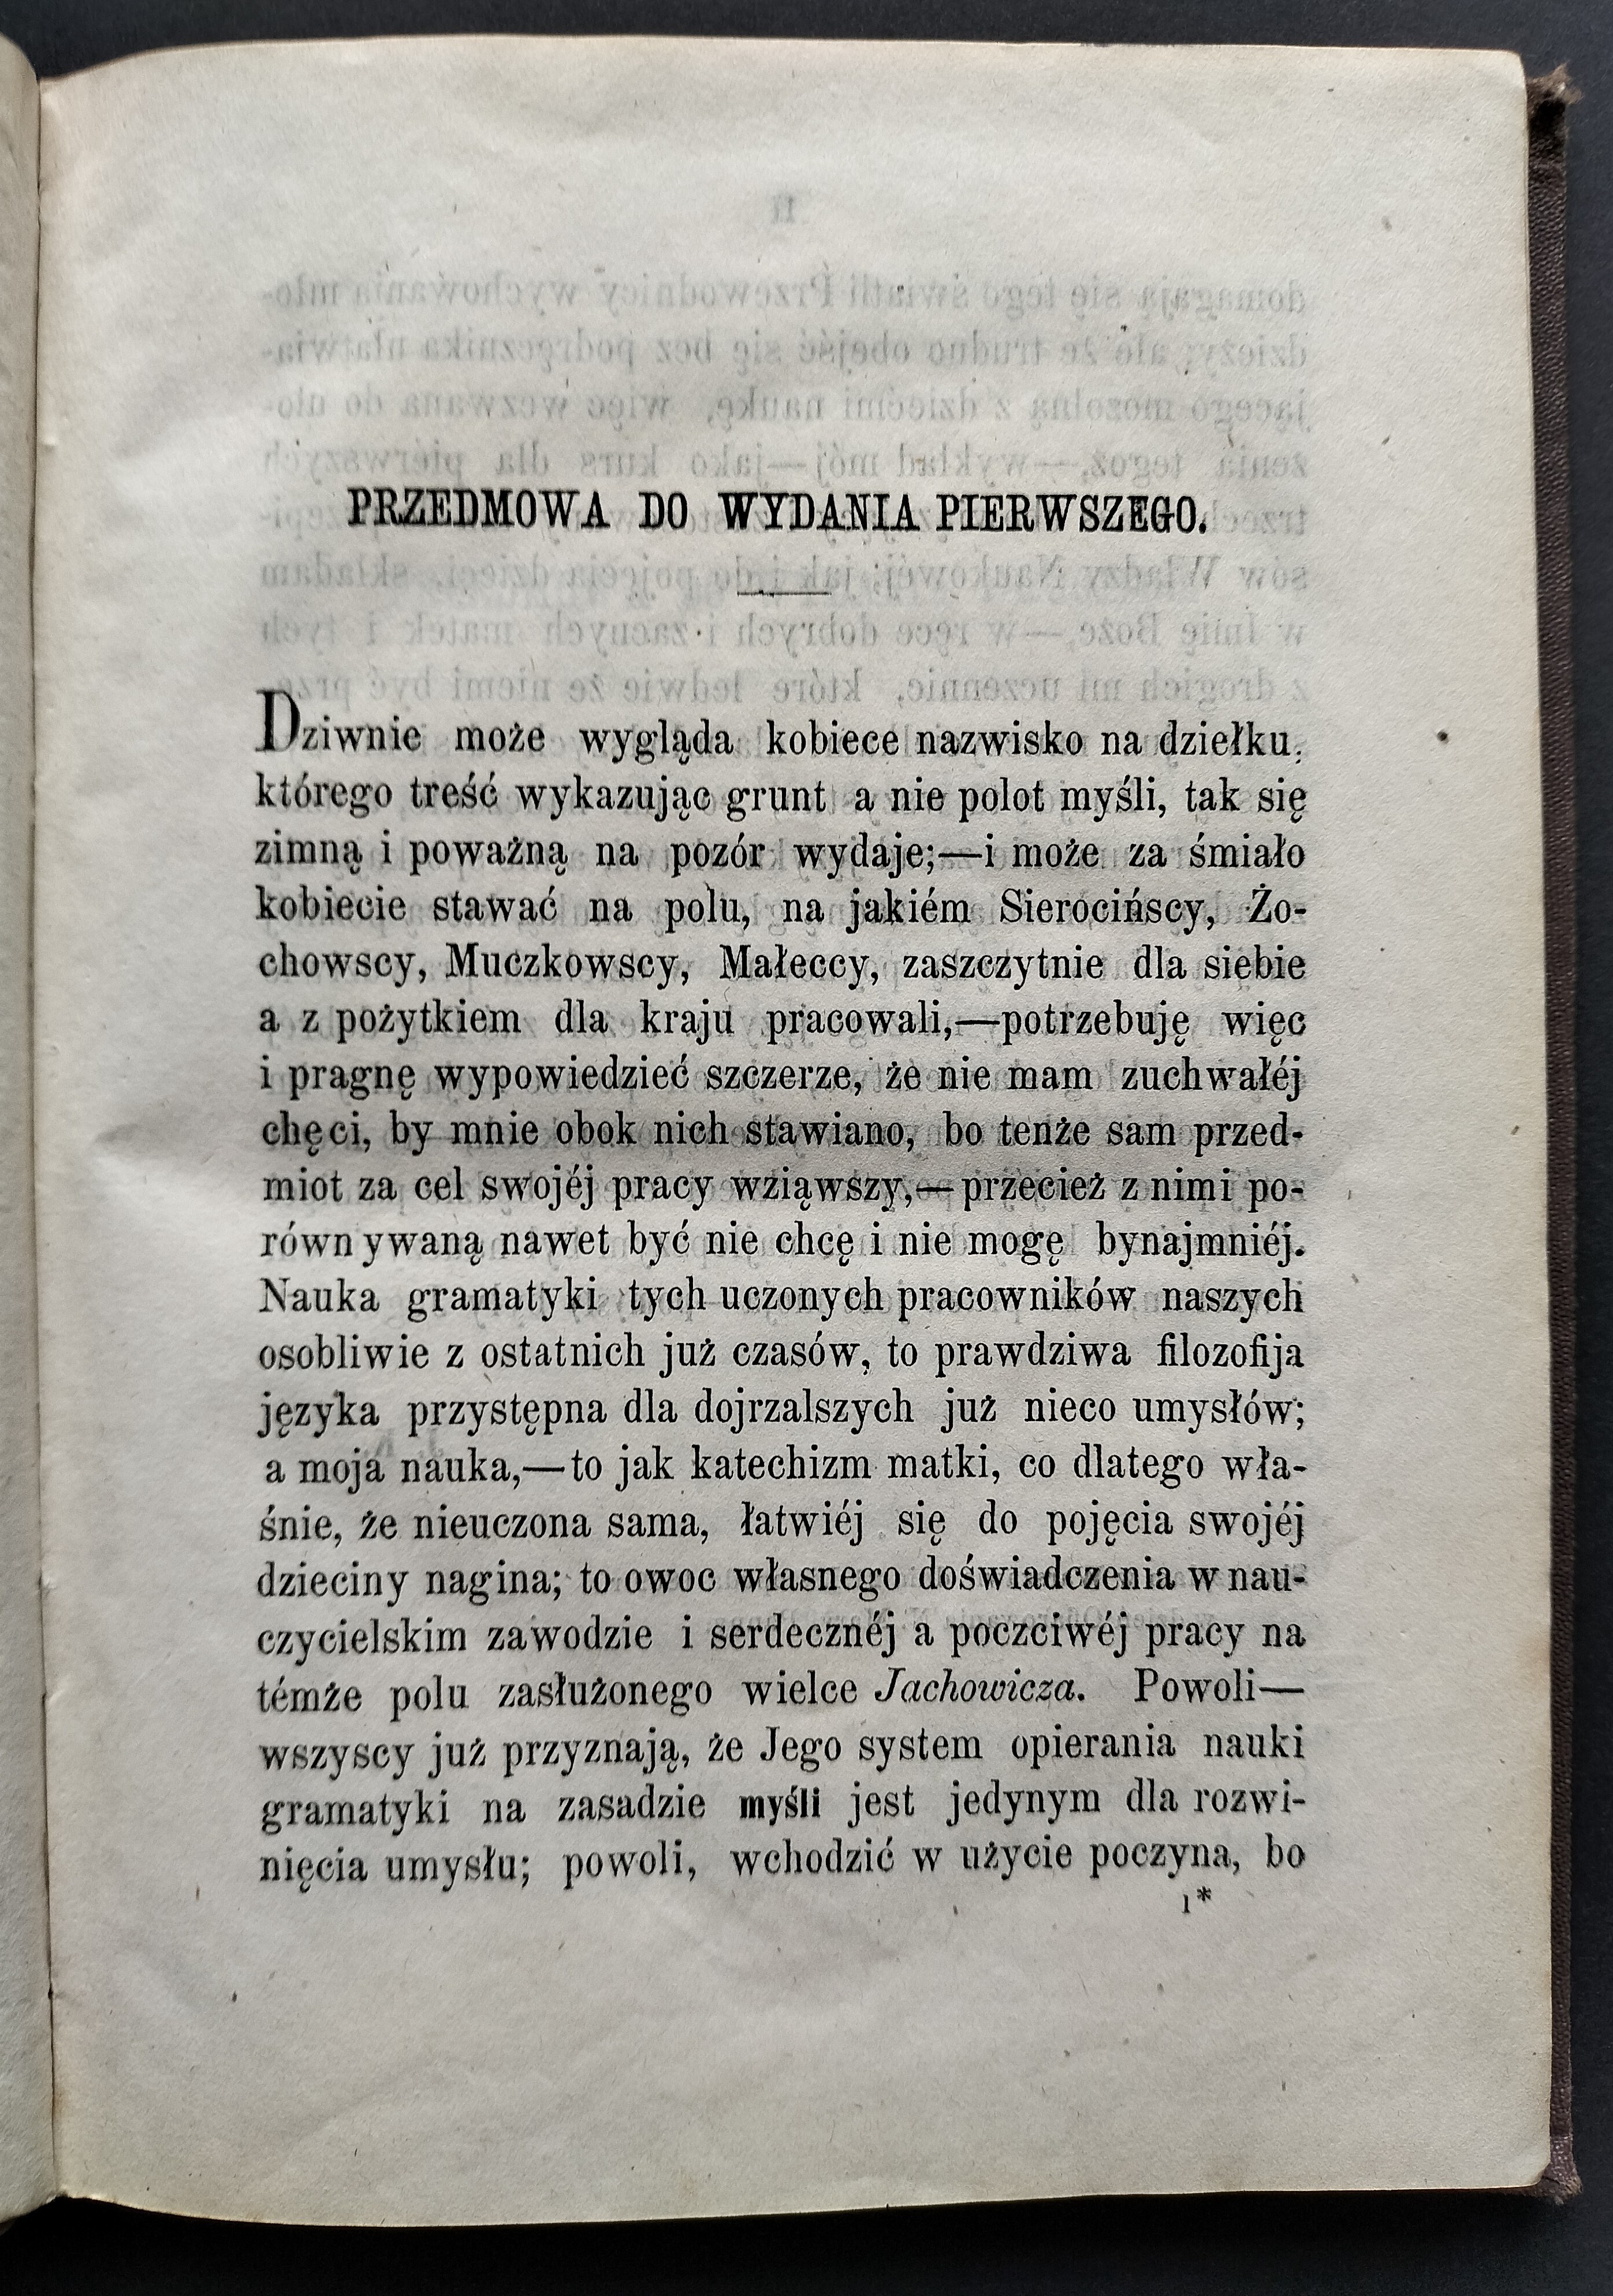 PRZEDMOWA DO WYDANIA PIERWSZEGO.
Dziwnie może wygląda kobiece nazwisko na dziełku,
którego treść wykazując grunt a nie polot myśli, tak się
zimną i poważną na pozór wydaje;—i może za śmiało
kobiecie stawać na polu, na jakiém Sierocińscy, Żo-
chowscy, Muczkowscy, Małeccy, zaszczytnie dla siebie
a z pożytkiem dla kraju pracowali,—potrzebuję więc
i pragnę wypowiedzieć szczerze, że nie mam zuchwałéj
chęci, by mnie obok nich stawiano, bo tenże sam przed-
miot za cel swojéj pracy wziąwszy,—przecież z nimi po-
równywaną nawet być nie chcę i nie mogę bynajmniéj.
Nauka gramatyki tych uczonych pracowników naszych
osobliwie z ostatnich już czasów, to prawdziwa filozofija
języka przystępna dla dojrzalszych już nieco umysłów;
a moja nauka,—to jak katechizm matki, co dlatego wła-
śnie, że nieuczona sama, łatwiéj się do pojęcia swojéj
dzieciny nagina; to owoc własnego doświadczenia w nau-
czycielskim zawodzie i serdecznéj a poczciwéj pracy na
témże polu zasłużonego wielce Jachowicza. Powoli—
wszyscy już przyznają, że Jego system opierania nauki
gramatyki na zasadzie myśli jest jedynym dla rozwi-
nięcia umysłu; powoli, wchodzić w użycie poczyna, bo
1*